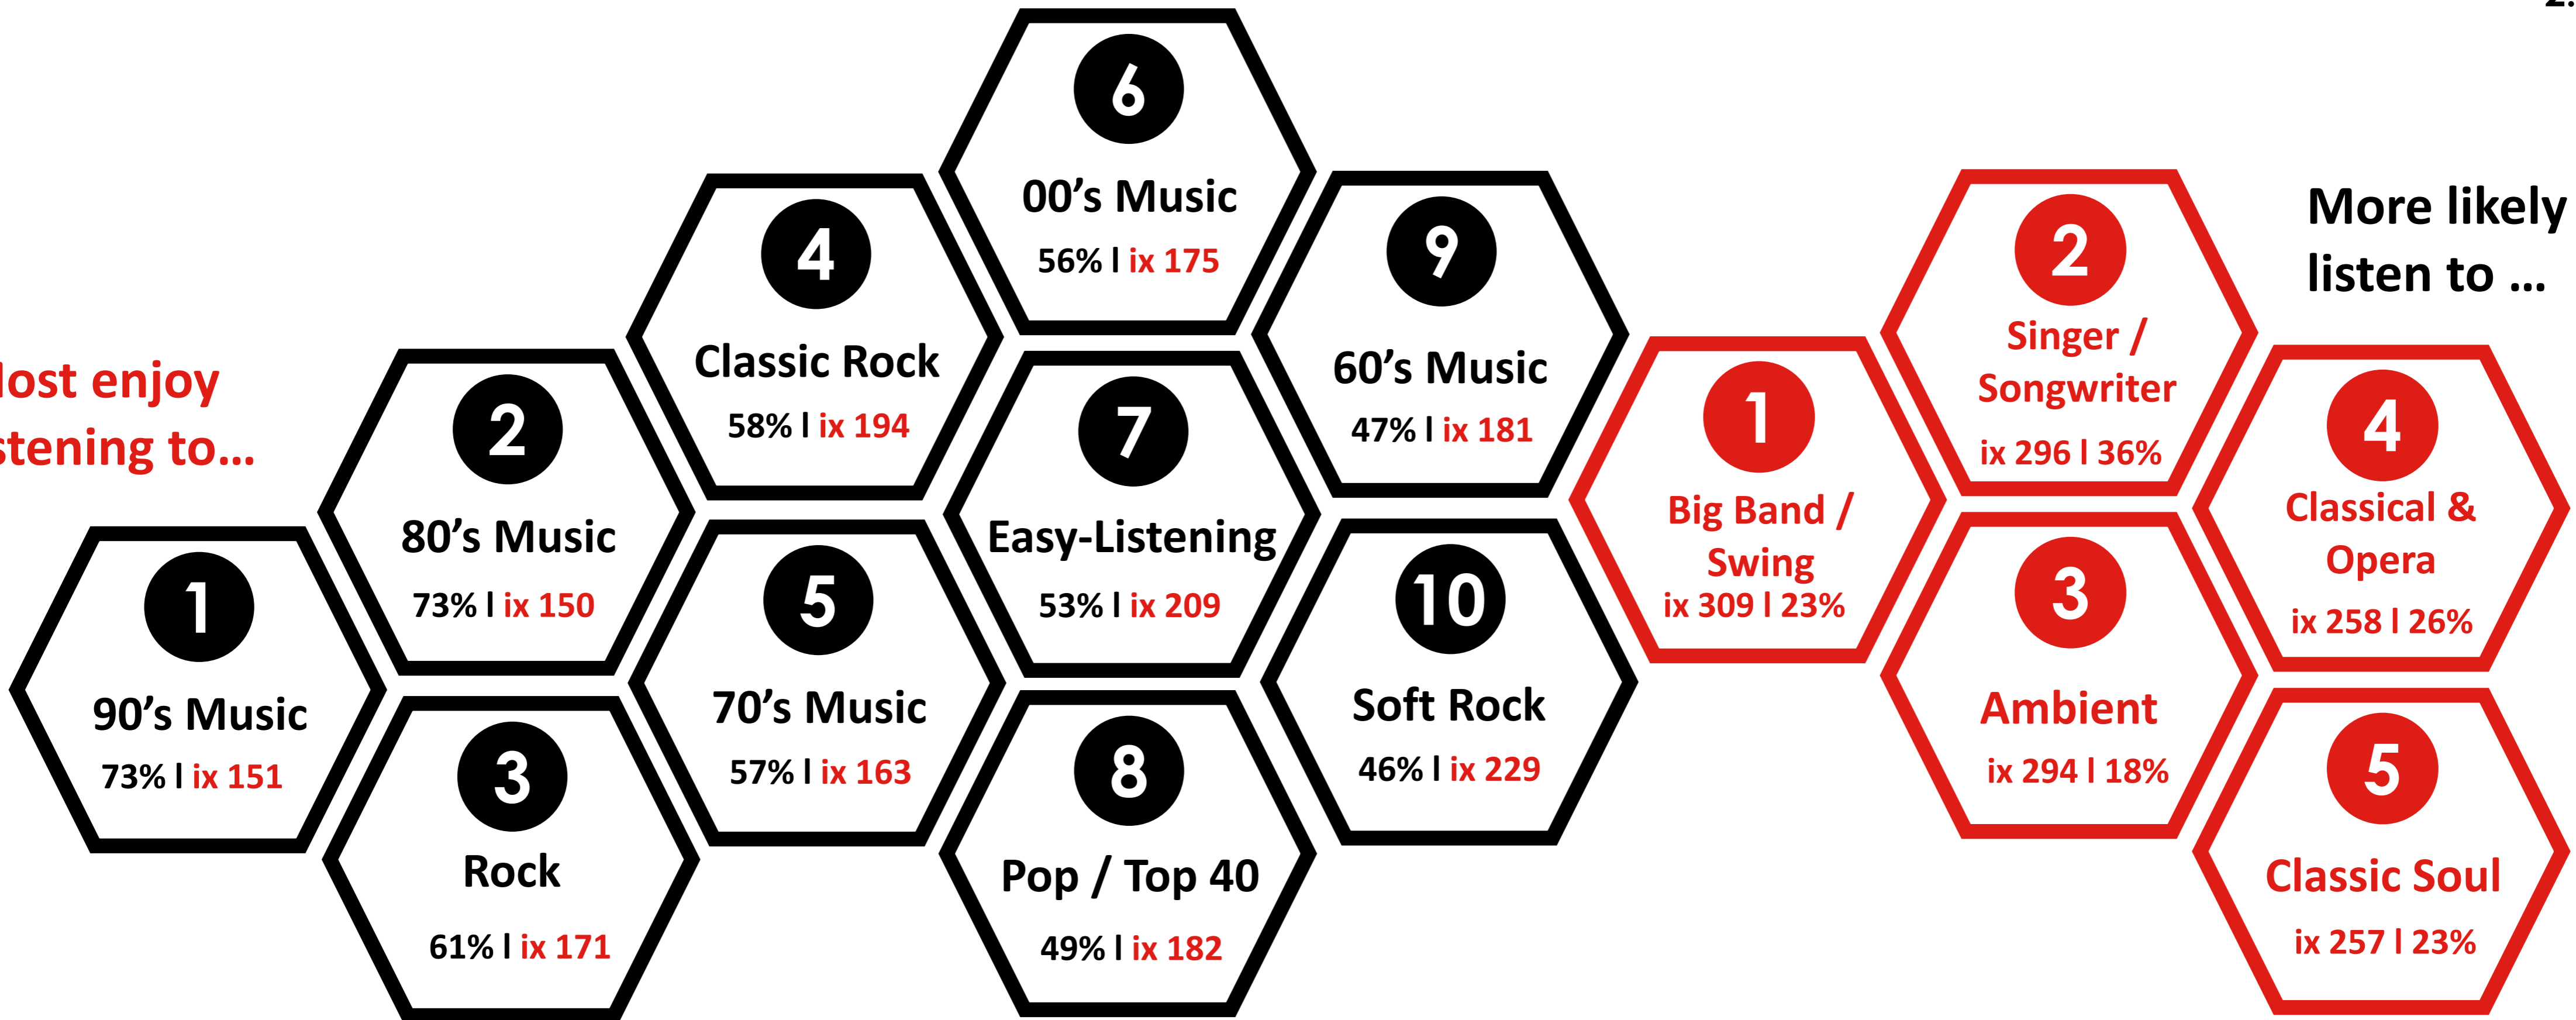 6
00's Music
56% l ix 175
4
Classic Rock
58% l ix 194
9
60's Music
47% l ix 181
2
80's Music
73% l ix 150
7
Easy-Listening
53% l ix 209
1
90's Music
73% l ix 151
5
70's Music
57% l ix 163
10
Soft Rock
46% l ix 229
3
Rock
61% l ix 171
8
Pop / Top 40
49% l ix 182
enjoy
to...
More likely
listen to ...
1
Big Band /
Swing
ix 309 l 23%
2
Singer /
Songwriter
ix 296 l 36%
3
Ambient
ix 294 l 18%
4
Classical &
Opera
ix 258 l 26%
5
Classic Soul
ix 257 l 23%